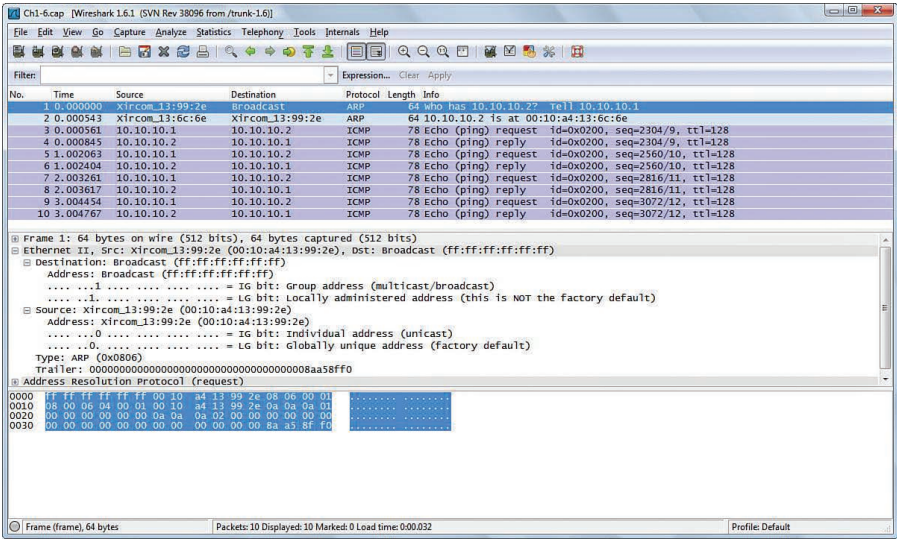 Ch1-6.cap [Wireshark 1.6.1 (SVN Rev 38096 from /trunk-1.6)]
File Edit View Go Capture Analyze Statistics Telephony Tools Internals Help
Filter: Expression... Clear Apply
No. Time Source Destination Protocol Length Info
1 0.000000 Xircom_13:99:2e Broadcast ARP 64 Who has 10.10.10.2? Tell 10.10.10.1
2 0.000543 Xircom_13:6c:6e Xircom_13:99:2e ARP 64 10.10.10.2 is at 00:10:a4:13:6c:6e
3 0.000561 10.10.10.1 10.10.10.2 ICMP 78 Echo (ping) request id=0x0200, seq=2304/9, ttl=128
4 0.000845 10.10.10.2 10.10.10.1 ICMP 78 Echo (ping) reply id=0x0200, seq=2304/9, ttl=128
5 1.002063 10.10.10.1 10.10.10.2 ICMP 78 Echo (ping) request id=0x0200, seq=2560/10, ttl=128
6 1.002404 10.10.10.2 10.10.10.1 ICMP 78 Echo (ping) reply id=0x0200, seq=2560/10, ttl=128
7 2.003261 10.10.10.1 10.10.10.2 ICMP 78 Echo (ping) request id=0x0200, seq=2816/11, ttl=128
8 2.003617 10.10.10.2 10.10.10.1 ICMP 78 Echo (ping) reply id=0x0200, seq=2816/11, ttl=128
9 3.004454 10.10.10.1 10.10.10.2 ICMP 78 Echo (ping) request id=0x0200, seq=3072/12, ttl=128
10 3.004767 10.10.10.2 10.10.10.1 ICMP 78 Echo (ping) reply id=0x0200, seq=3072/12, ttl=128
Frame 1: 64 bytes on wire (512 bits), 64 bytes captured (512 bits)
Ethernet II, Src: Xircom_13:99:2e (00:10:a4:13:99:2e), Dst: Broadcast (ff:ff:ff:ff:ff:ff)
Destination: Broadcast (ff:ff:ff:ff:ff:ff)
Address: Broadcast (ff:ff:ff:ff:ff:ff)
.... ...1 .... .... .... .... = IG bit: Group address (multicast/broadcast)
.... ..1. .... .... .... .... = LG bit: Locally administered address (this is NOT the factory default)
Source: Xircom_13:99:2e (00:10:a4:13:99:2e)
Address: Xircom_13:99:2e (00:10:a4:13:99:2e)
.... ...0 .... .... .... .... = IG bit: Individual address (unicast)
.... ..0. .... .... .... .... = LG bit: Globally unique address (factory default)
Type: ARP (0x0806)
Trailer: 000000000000000000000000000000000000008aa58ff0
Address Resolution Protocol (request)
0000 ff ff ff ff ff ff 00 10 a4 13 99 2e 08 06 00 01 ........ ........
0010 08 00 06 04 00 01 00 10 a4 13 99 2e 0a 0a 0a 01 ........ ........
0020 00 00 00 00 00 00 0a 0a 0a 02 00 00 00 00 00 00 ........ ........
0030 00 00 00 00 00 00 00 00 00 00 00 00 8a a5 8f f0 ........ ........
Frame (frame), 64 bytes Packets: 10 Displayed: 10 Marked: 0 Load time: 0:00.032 Profile: Default